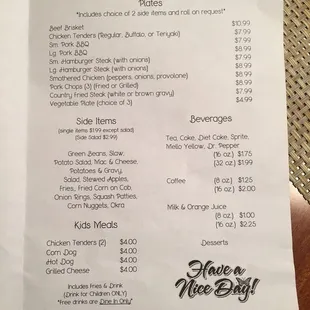 Plates
*Includes choice of 2 side items and roll on request*
Beef Brisket $10.99
Chicken Tenders (Regular, Buffalo, or Teriyaki) $7.99
Sm. Pork BBQ $7.99
Lg. Pork BBQ $8.99
Sm. Hamburger Steak (with onions) $7.99
Lg. Hamburger Steak (with onions) $8.99
Smothered Chicken (peppers, onions, provolone) $8.99
Pork Chops (3) (Fried or Grilled) $8.99
Country Fried Steak (white or brown gravy) $7.99
Vegetable Plate (choice of 3) $4.99
Side Items
(single items $1.99 except salad)
(Side Salad $2.99)
Green Beans, Slaw,
Potato Salad, Mac & Cheese,
Potatoes & Gravy,
Salad, Stewed Apples,
Fries, Fried Corn on Cob,
Onion Rings, Squash Patties,
Corn Nuggets, Okra
Beverages
Tea, Coke, Diet Coke, Sprite,
Mello Yellow, Dr. Pepper
(16 oz.) $1.75
(32 oz.) $1.99
Coffee (8 oz.) $1.25
(16 oz.) $2.00
Milk & Orange Juice
(8 oz.) $1.00
(16 oz.) $2.25
Kids Meals
Chicken Tenders (2) $4.00
Corn Dog $4.00
Hot Dog $4.00
Grilled Cheese $4.00
Includes Fries & Drink
(Drink for Children ONLY)
*Free drinks are Dine In Only*
Desserts
Have a
Nice Day!